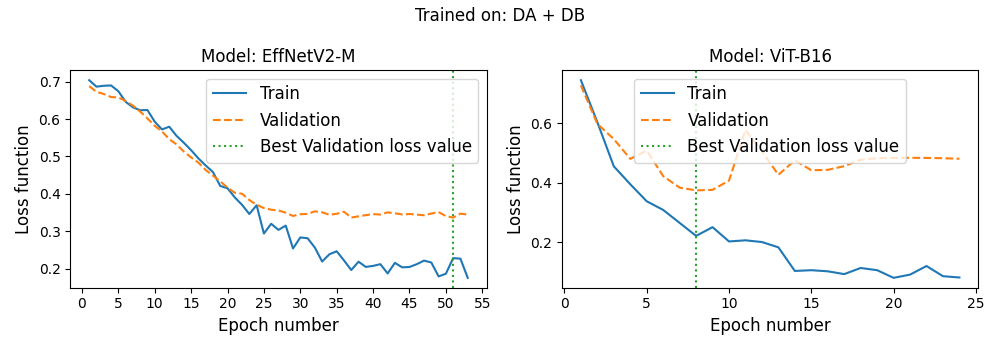 Trained on: DA + DB
Model: EffNetV2-M
Loss function
0.7
0.6
0.5
0.4
0.3
0.2
Train
Validation
Best Validation loss value
0 5 10 15 20 25 30 35 40 45 50 55
Epoch number
Model: ViT-B16
Loss function
0.6
0.4
0.2
Train
Validation
Best Validation loss value
0 5 10 15 20 25
Epoch number